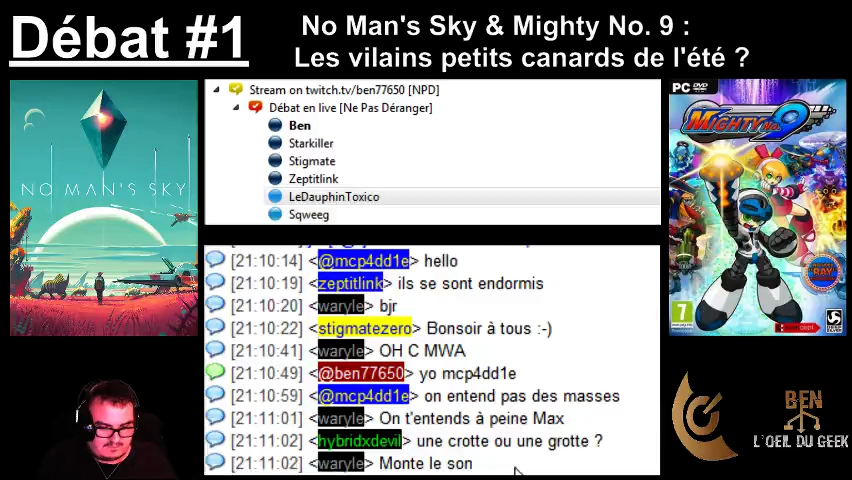 Débat #1
No Man's Sky & Mighty No. 9 :
Les vilains petits canards de l'été ?
NO MAN'S SKY
Stream on twitch.tv/ben77650 [NPD]
Débat en live [Ne Pas Déranger]
Ben
Starkiller
Stigmate
Zeptitlink
LeDauphinToxico
Sqweeg
[21:10:14] <@mcp4dd1e> hello
[21:10:19] <zeptitlink> ils se sont endormis
[21:10:20] <waryle> bjr
[21:10:22] <stigmatezero> Bonsoir à tous :-)
[21:10:41] <waryle> OH C MWA
[21:10:49] <@ben77650> yo mcp4dd1e
[21:10:59] <@mcp4dd1e> on entend pas des masses
[21:11:01] <waryle> On t'entends à peine Max
[21:11:02] <hybridxdevil> une crotte ou une grotte ?
[21:11:02] <waryle> Monte le son
PC DVD
MIGHTY No. 9
RAY
7
BEN
L'OEIL DU GEEK